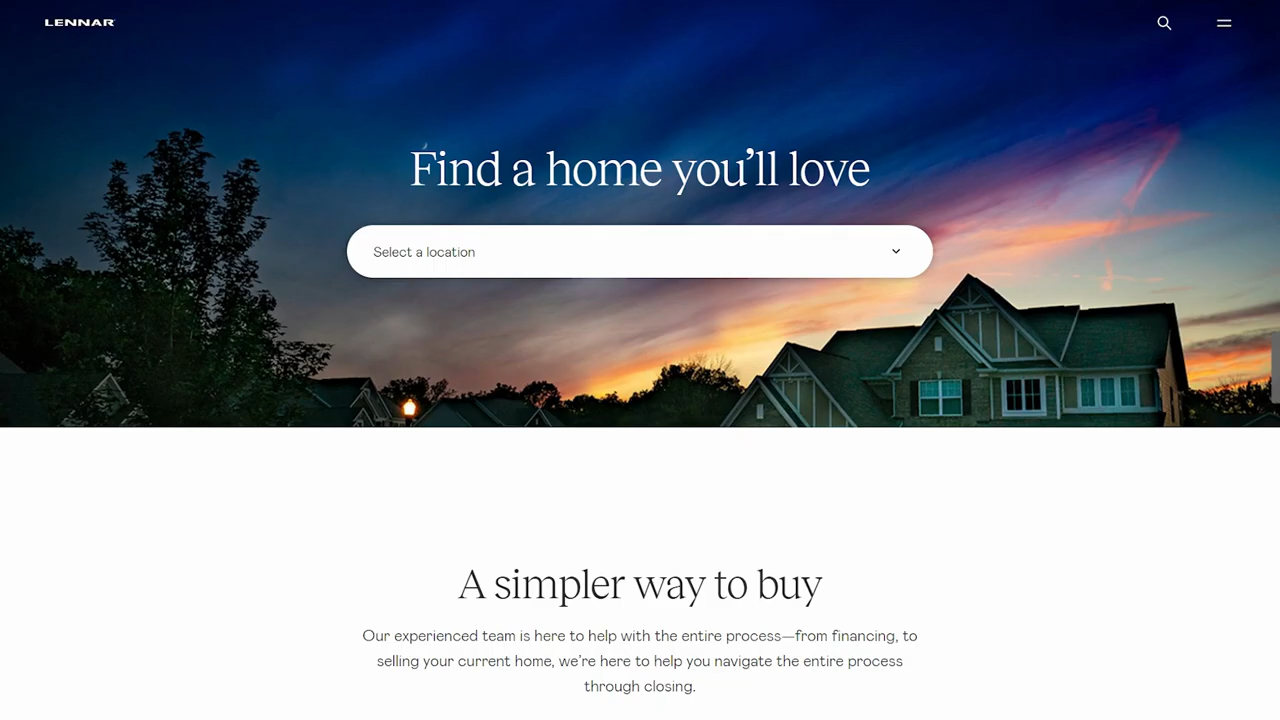 LENNAR
Find a home you'll love
Select a location
A simpler way to buy
Our experienced team is here to help with the entire process—from financing, to
selling your current home, we're here to help you navigate the entire process
through closing.